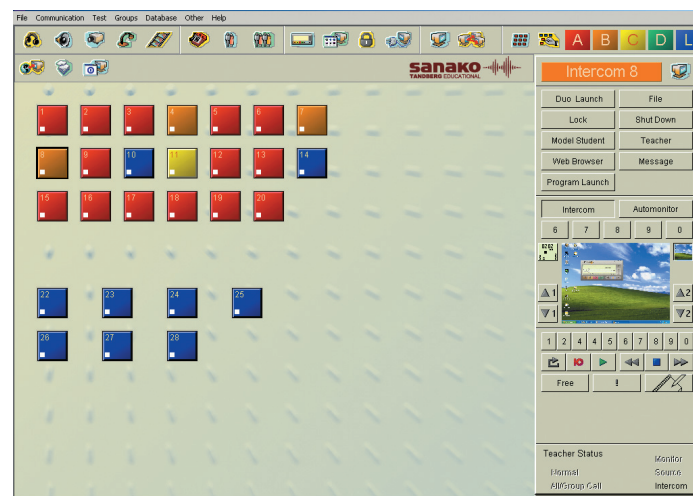 File Communication Test Groups Database Other Help
A B C D L
sanako
TANDBERG EDUCATIONAL
Intercom 8
Duo Launch File
Lock Shut Down
Model Student Teacher
Web Browser Message
Program Launch
Intercom Automonitor
6 7 8 9 0
1 2 3 4 5 6 7
8 9 10 11 12 13 14
15 16 17 18 19 20
22 23 24 25
26 27 28
1 2
1 2
1 2 4 4 5 6 7 8 9 0
Free !
Teacher Status
Monitor
Normal Source
All/Group Call Intercom